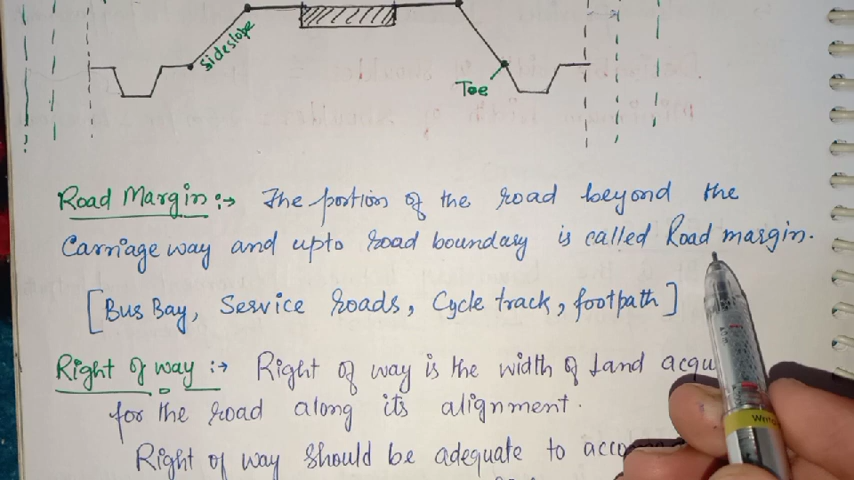 Sideslope
Toe
Road Margin :→ The portion of the road beyond the
Carriage way and upto road boundary is called Road margin.
[Bus Bay, Service roads, Cycle track, footpath]
Right of way :→ Right of way is the width of Land
for the road along its alignment.
Right of way should be adequate to